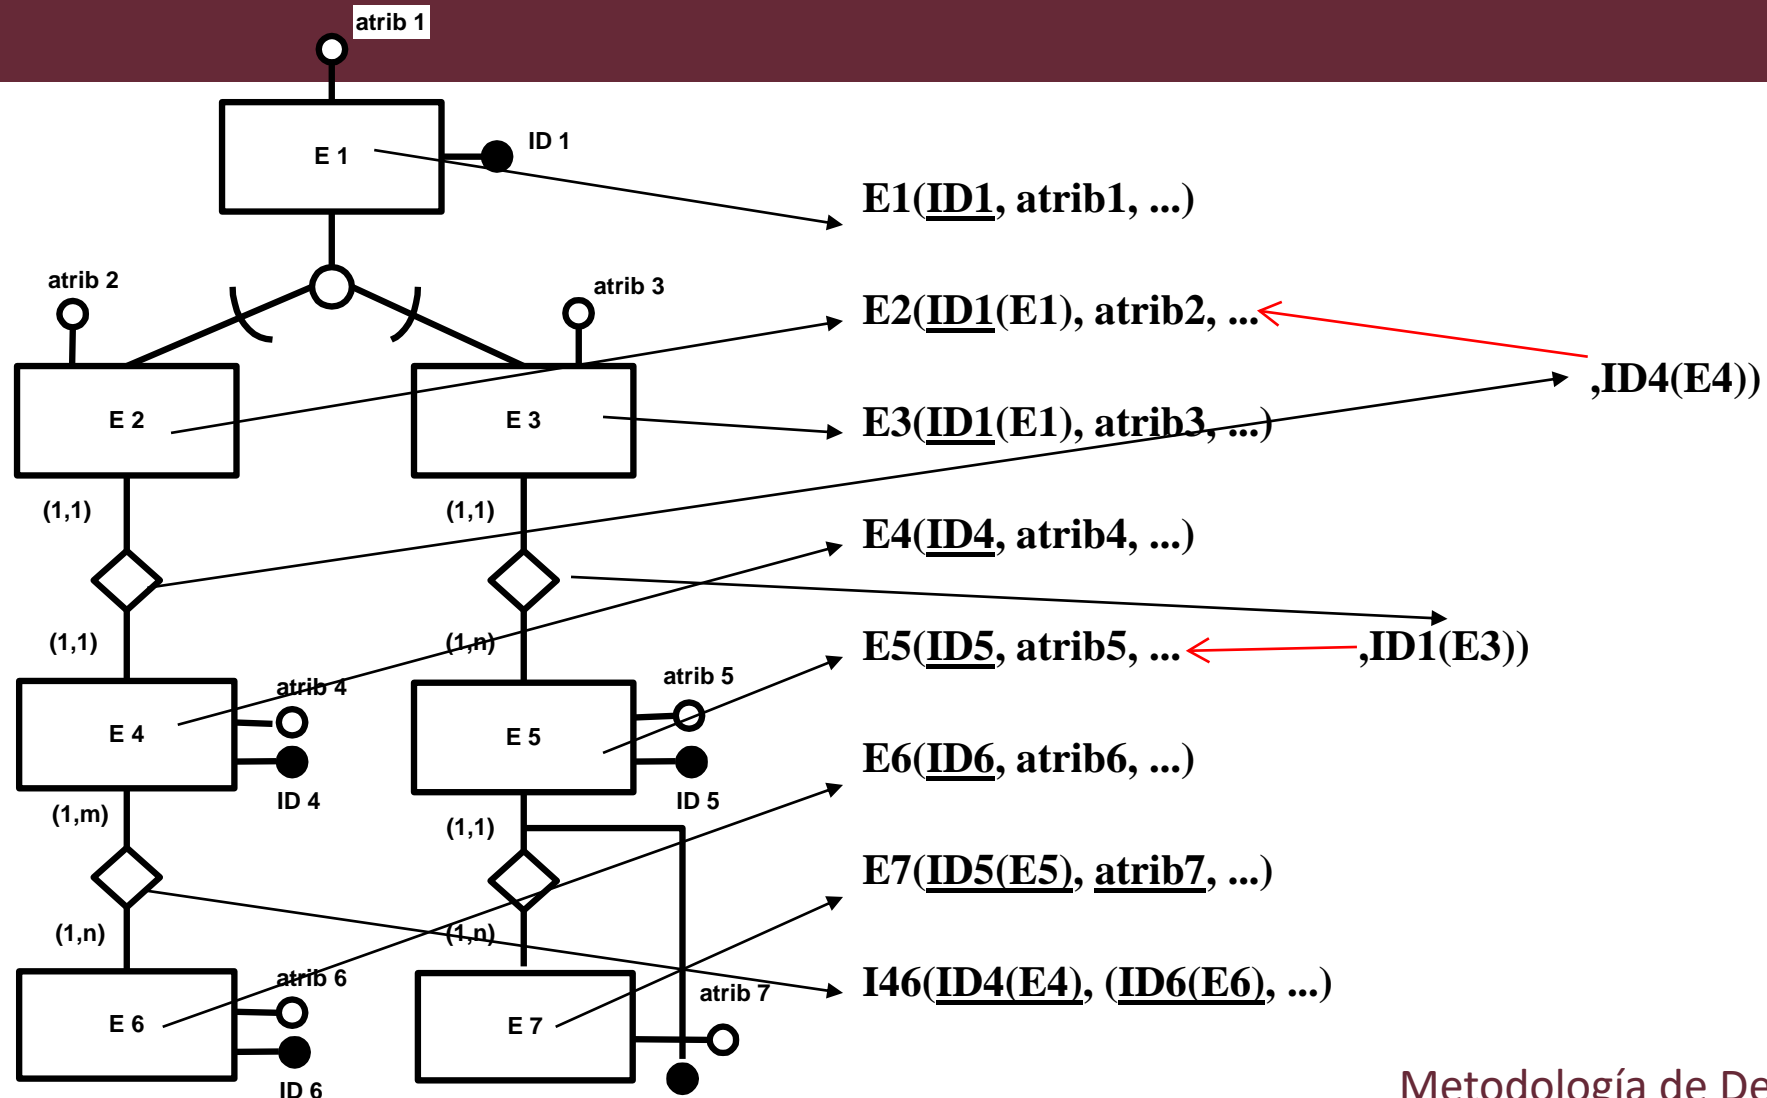 atrib 1
E 1
ID 1
E1(ID1, atrib1, ...)
atrib 2
atrib 3
E2(ID1(E1), atrib2, ...
,ID4(E4))
E 2
E 3
E3(ID1(E1), atrib3, ...)
(1,1)
(1,1)
E4(ID4, atrib4, ...)
(1,1)
(1,n)
E5(ID5, atrib5, ...
,ID1(E3))
atrib 4
atrib 5
E 4
E 5
E6(ID6, atrib6, ...)
ID 4
ID 5
(1,m)
(1,1)
E7(ID5(E5), atrib7, ...)
(1,n)
(1,n)
atrib 6
atrib 7
I46(ID4(E4), (ID6(E6), ...)
E 6
E 7
ID 6
Metodología de De